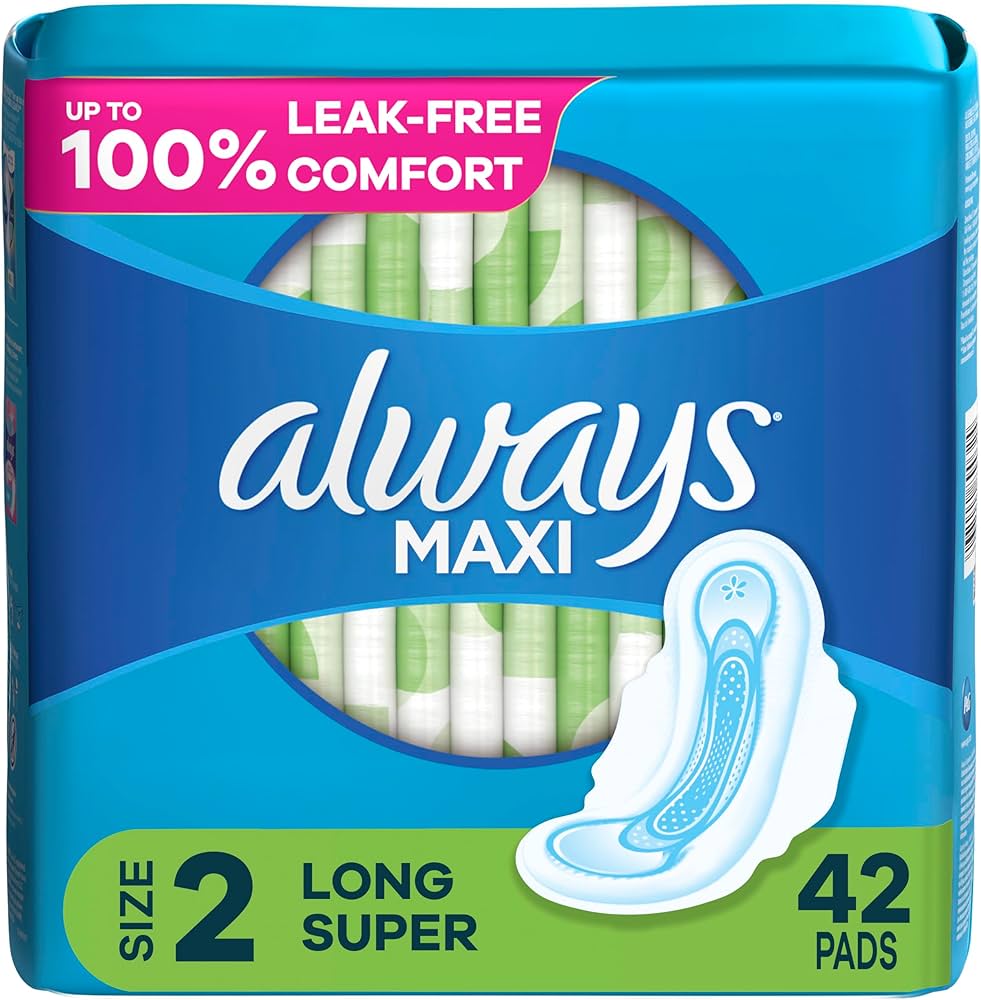 UP TO
100%
LEAK-FREE
COMFORT
always®
MAXI
SIZE
2
LONG
SUPER
42
PADS